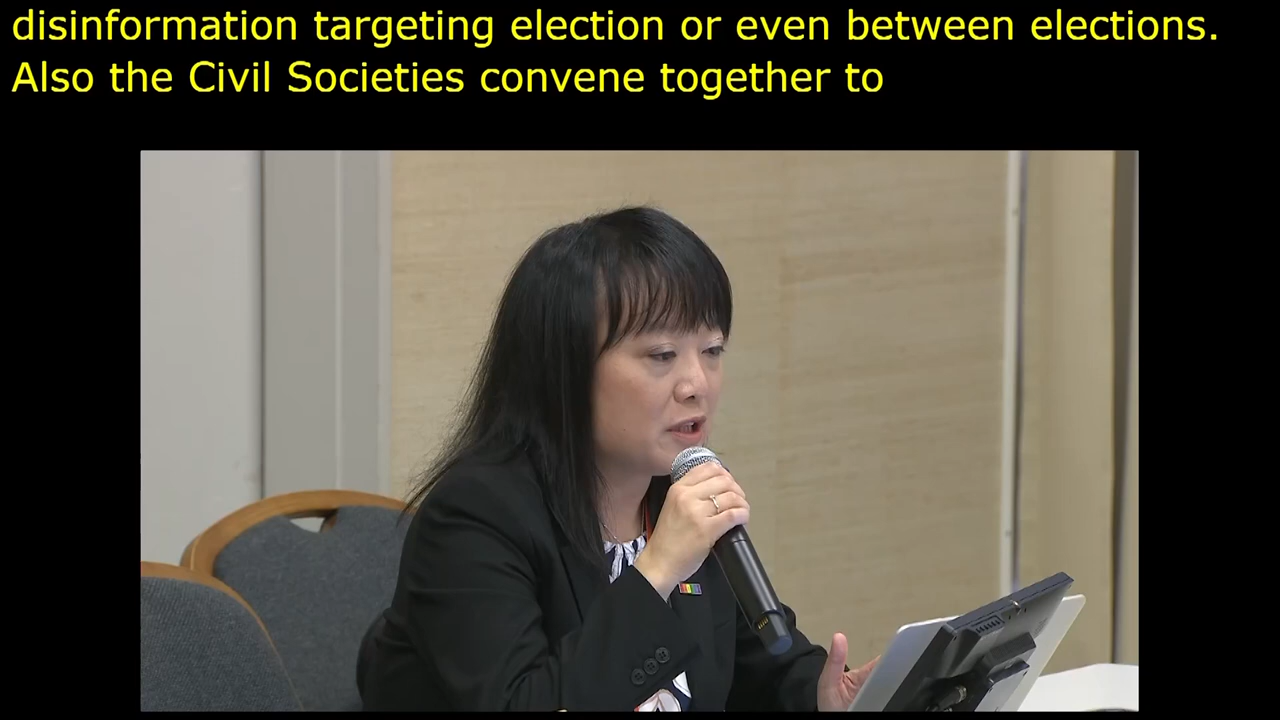 disinformation targeting election or even between elections.
Also the Civil Societies convene together to